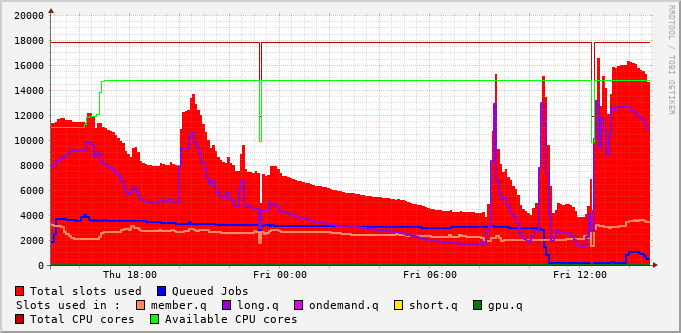 20000
18000
16000
14000
12000
10000
8000
6000
4000
2000
0
Thu 18:00 Fri 00:00 Fri 06:00 Fri 12:00
RRDTOOL / TOBI OETIKER
Total slots used Queued Jobs
Slots used in : member.q long.q ondemand.q short.q gpu.q
Total CPU cores Available CPU cores